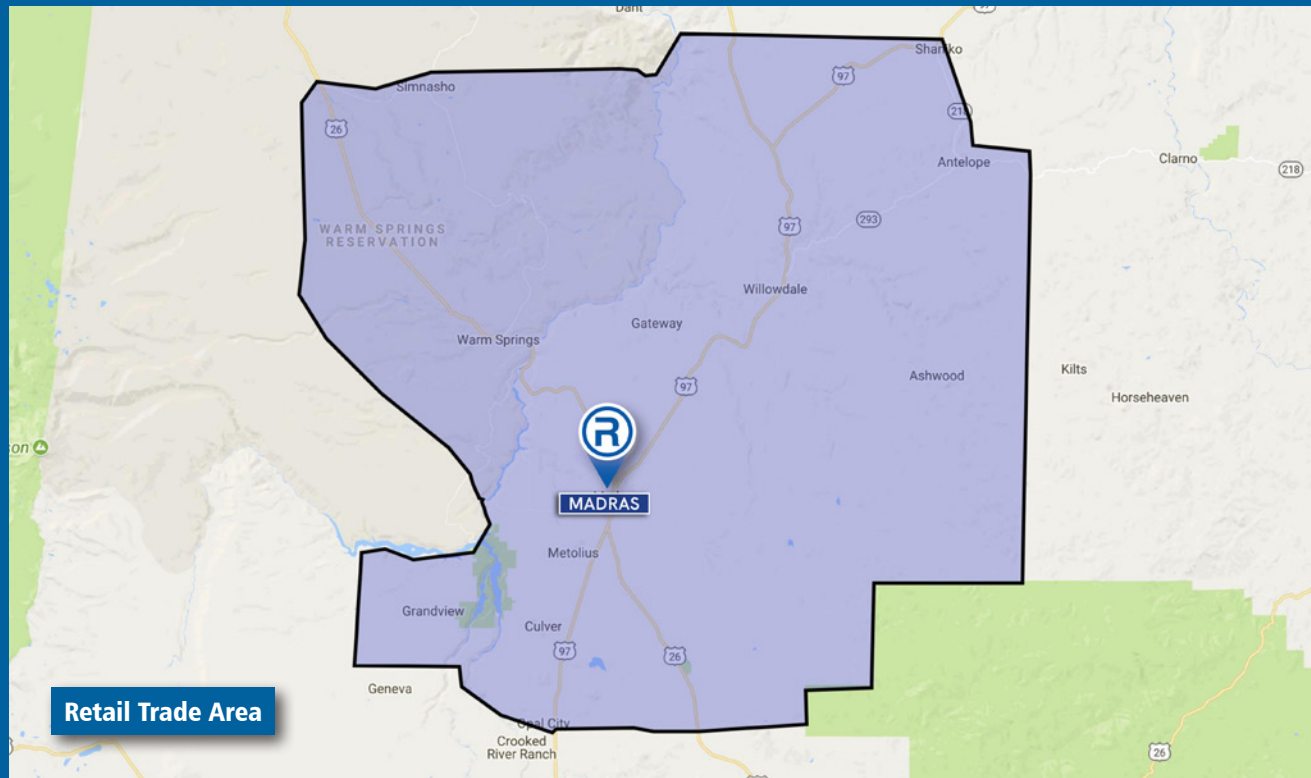 Dant
97
Shaniko
97
Simnasho
218
26
Antelope
Clarno
218
293
WARM SPRINGS
RESERVATION
97
Willowdale
Gateway
Warm Springs
97
Ashwood
Kilts
Horseheaven
R
son
MADRAS
Metolius
Grandview
Culver
97
26
Geneva
Retail Trade Area
Opal City
Crooked
River Ranch
26